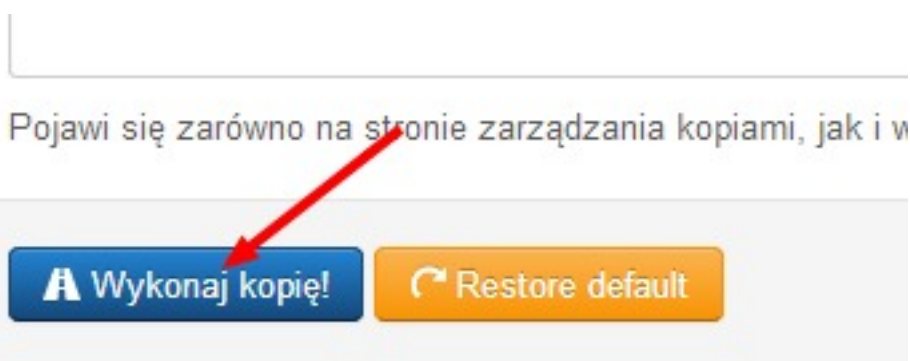 Pojawi się zarówno na stronie zarządzania kopiami, jak i w
Wykonaj kopię! Restore default